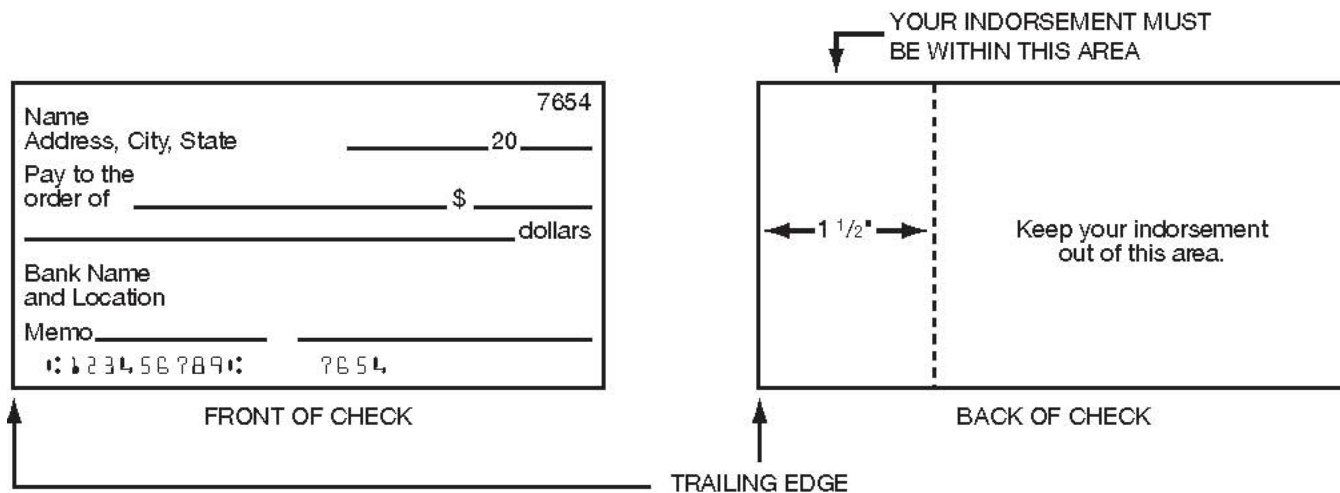 YOUR INDORSEMENT MUST
BE WITHIN THIS AREA
7654
Name
Address, City, State 20
Pay to the
order of $
dollars
Bank Name
and Location
Memo
⑆123456789⑆ 7654
FRONT OF CHECK
1 1/2"
Keep your indorsement
out of this area.
BACK OF CHECK
TRAILING EDGE